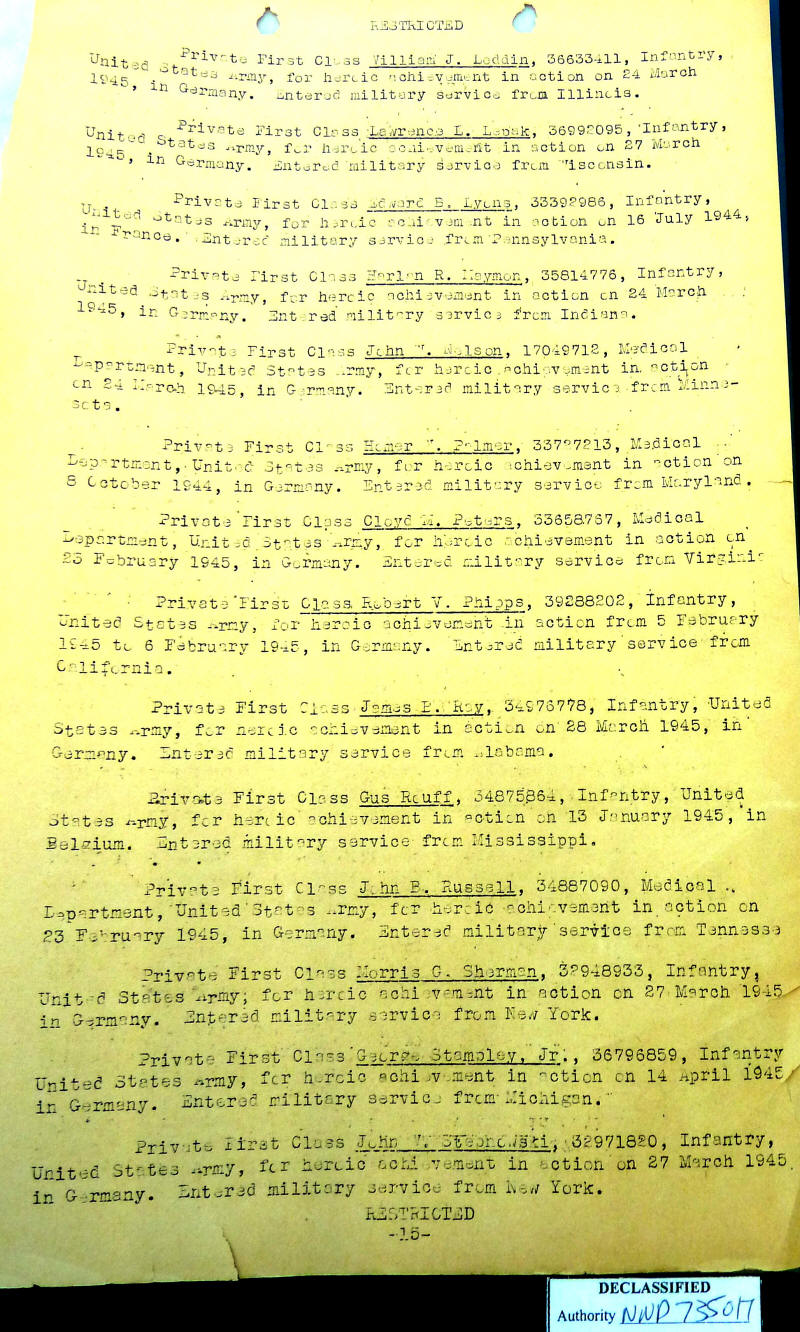 RESTRICTED
Private First Class William J. Leddin, 36633411, Infantry,
United States Army, for heroic achievement in action on 24 March
1945, in Germany. Entered military service from Illinois.
Private First Class Lawrence L. 36992095, Infantry,
United States Army, for heroic achievement in action on 27 March
1945, in Germany. Entered military service from Wisconsin.
Private First Class Edward B. Lyons, 33392986, Infantry,
United States Army, for heroic achievement in action on 16 July 1944,
in France. Entered military service from Pennsylvania.
Private First Class Harlan R. 35814776, Infantry,
United States Army, for heroic achievement in action on 24 March
1945, in Germany. Entered military service from Indiana.
Private First Class John W. Nelson, 17049712, Medical
Department, United States Army, for heroic achievement in action
on 24 March 1945, in Germany. Entered military service from Minne-
sota.
Private First Class Homer W. Palmer, 33727213, Medical
Department, United States Army, for heroic achievement in action on
8 October 1944, in Germany. Entered military service from Maryland.
Private First Class Cloyd M. Peters, 33658767, Medical
Department, United States Army, for heroic achievement in action on
23 February 1945, in Germany. Entered military service from Virginia
Private First Class Robert V. Phipps, 39288202, Infantry,
United States Army, for heroic achievement in action from 5 February
1945 to 6 February 1945, in Germany. Entered military service from
California.
Private First Class James E. Ray, 34976778, Infantry, United
States Army, for heroic achievement in action on 28 March 1945, in
Germany. Entered military service from Alabama.
Private First Class Gus Rouff, 34875864, Infantry, United
States Army, for heroic achievement in action on 13 January 1945, in
Belgium. Entered military service from Mississippi.
Private First Class John B. Russell, 34887090, Medical
Department, United States Army, for heroic achievement in action on
23 February 1945, in Germany. Entered military service from Tennesse
Private First Class Morris G. Sherman, 32948933, Infantry,
United States Army, for heroic achievement in action on 27 March 1945
in Germany. Entered military service from New York.
Private First Class George Stampley, Jr., 36796859, Infantry
United States Army, for heroic achievement in action on 14 April 1945
in Germany. Entered military service from Michigan.
Private First Class John 32971820, Infantry,
United States Army, for heroic achievement in action on 27 March 1945.
in Germany. Entered military service from New York.
RESTRICTED
-15-
DECLASSIFIED
Authority NND 735017